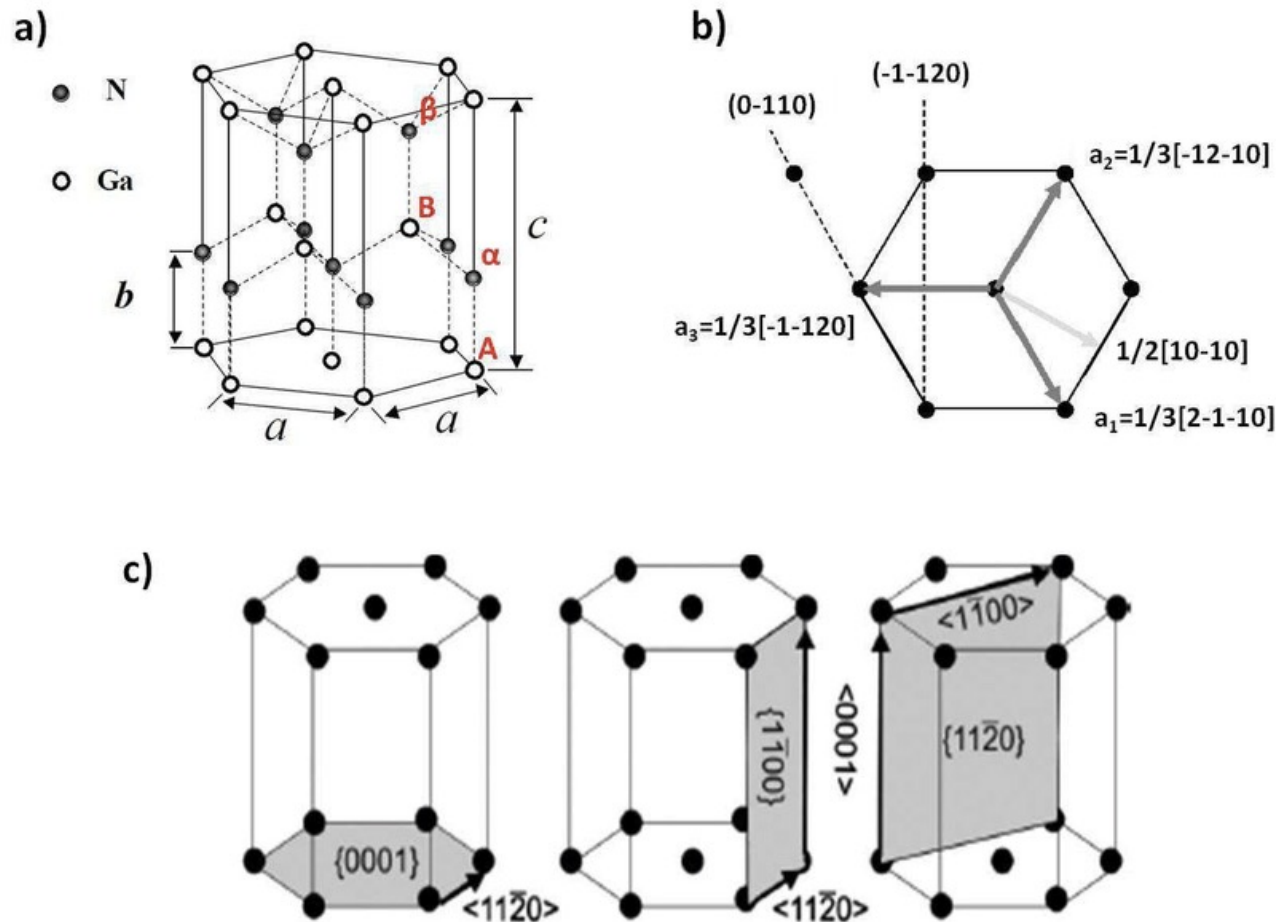 a)
N
Ga
β
B
α
A
b
c
a
a
b)
(-1-120)
(0-110)
a₂=1/3[-12-10]
a₃=1/3[-1-120]
1/2[10-10]
a₁=1/3[2-1-10]
c)
{0001}
<112̅0>
{11̅00}
<112̅0>
<0001>
<11̅00>
{112̅0}